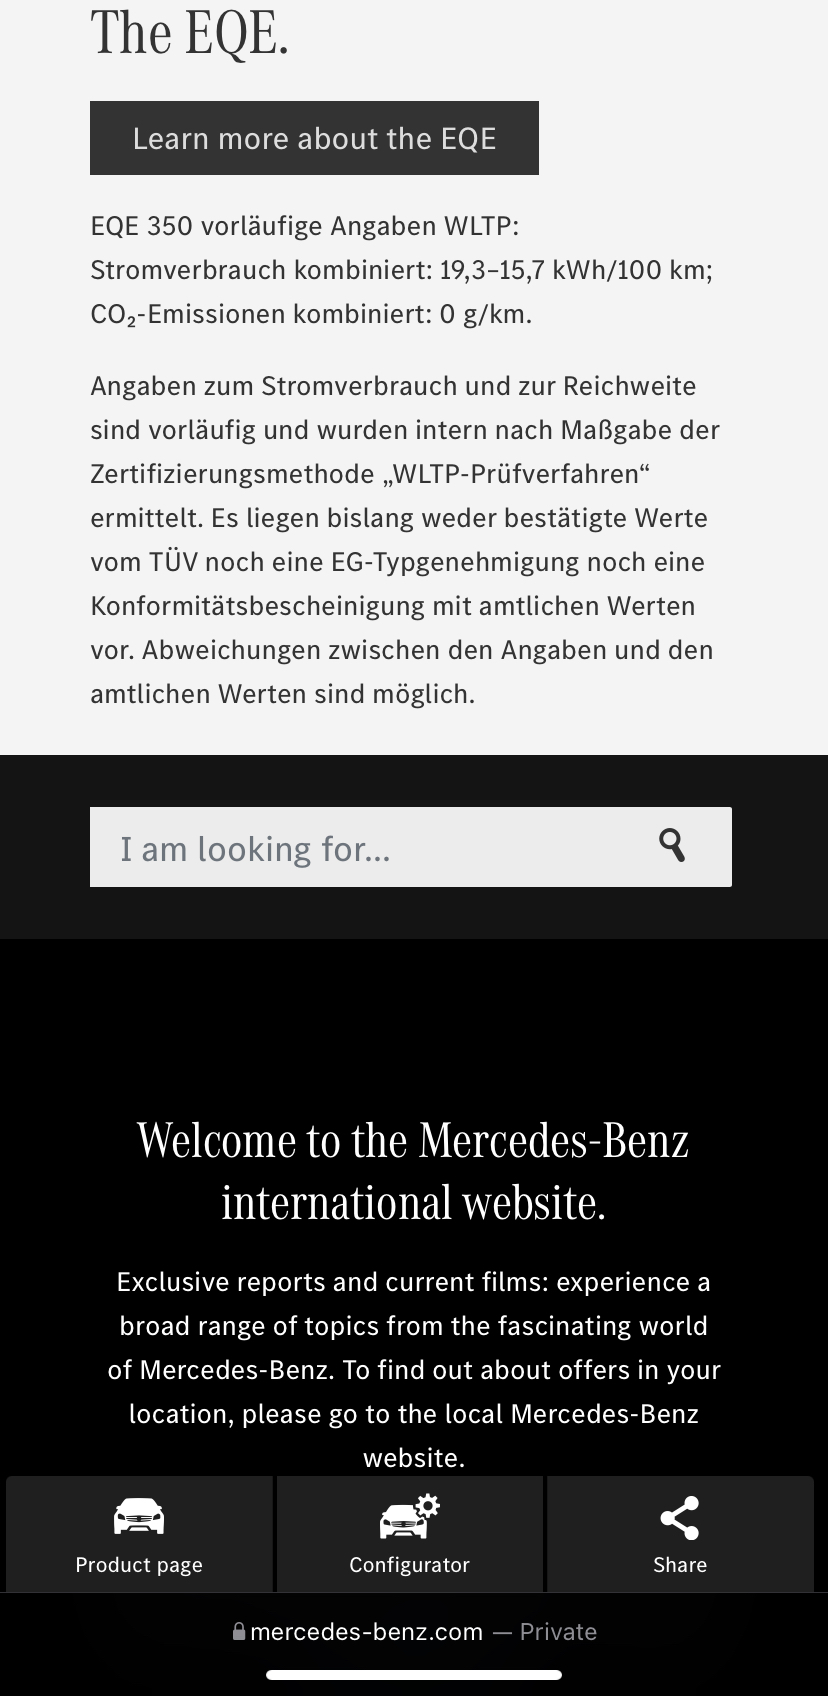 The EQE.
Learn more about the EQE
EQE 350 vorläufige Angaben WLTP:
Stromverbrauch kombiniert: 19,3–15,7 kWh/100 km;
CO₂-Emissionen kombiniert: 0 g/km.
Angaben zum Stromverbrauch und zur Reichweite
sind vorläufig und wurden intern nach Maßgabe der
Zertifizierungsmethode „WLTP-Prüfverfahren“
ermittelt. Es liegen bislang weder bestätigte Werte
vom TÜV noch eine EG-Typgenehmigung noch eine
Konformitätsbescheinigung mit amtlichen Werten
vor. Abweichungen zwischen den Angaben und den
amtlichen Werten sind möglich.
I am looking for...
Welcome to the Mercedes-Benz
international website.
Exclusive reports and current films: experience a
broad range of topics from the fascinating world
of Mercedes-Benz. To find out about offers in your
location, please go to the local Mercedes-Benz
website.
Product page
Configurator
Share
mercedes-benz.com — Private